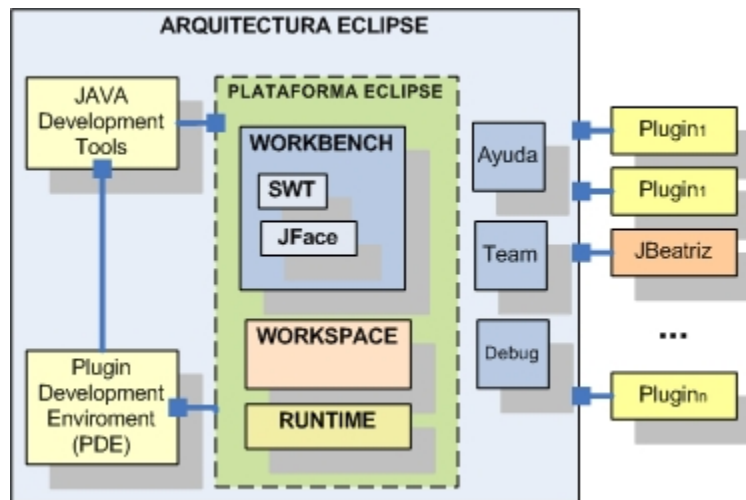 ARQUITECTURA ECLIPSE
JAVA
Development
Tools
PLATAFORMA ECLIPSE
WORKBENCH
SWT
JFace
WORKSPACE
RUNTIME
Plugin
Development
Enviroment
(PDE)
Ayuda
Team
Debug
Plugin1
Plugin1
JBeatriz
...
Pluginn